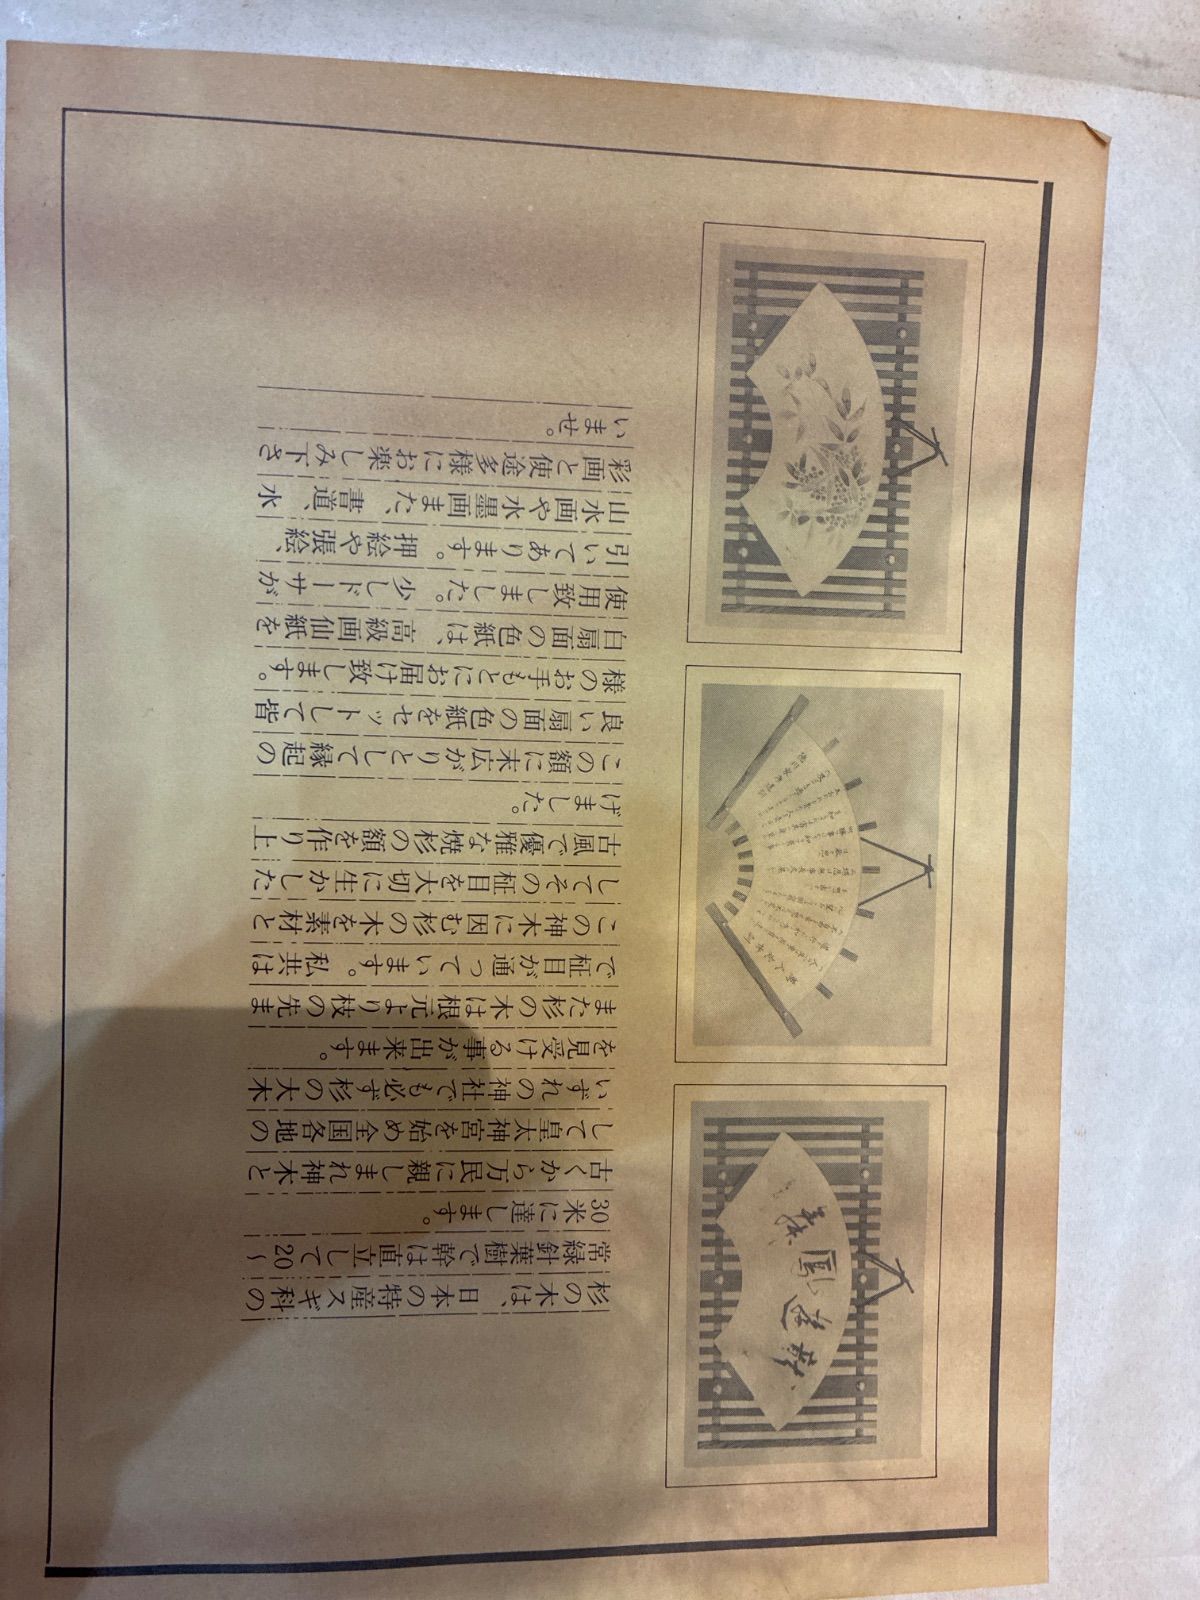 杉の木は、日本の特産スギ科の
常緑針葉樹で幹は直立して20~
30米に達します。
古くから万民に親しまれ神木と
して皇太神宮を始め全国各地の
いずれの神社でも必ず杉の大木
を見受ける事が出来ます。
また杉の木は根元より枝の先ま
で柾目が通っています。私共は
この神木に因む杉の木を素材と
してその柾目を大切に生かした
古風で優雅な焼杉の額を作り上
げました。
この額に末広がりとして縁起の
良い扇面の色紙をセットして皆
様のお手もとにお届け致します。
白扇面の色紙は、高級画仙紙を
使用致しました。少しドーサが
引いてあります。押絵や張絵、
山水画や水墨画また、書道、水
彩画と使途多様にお楽しみ下さ
いませ。